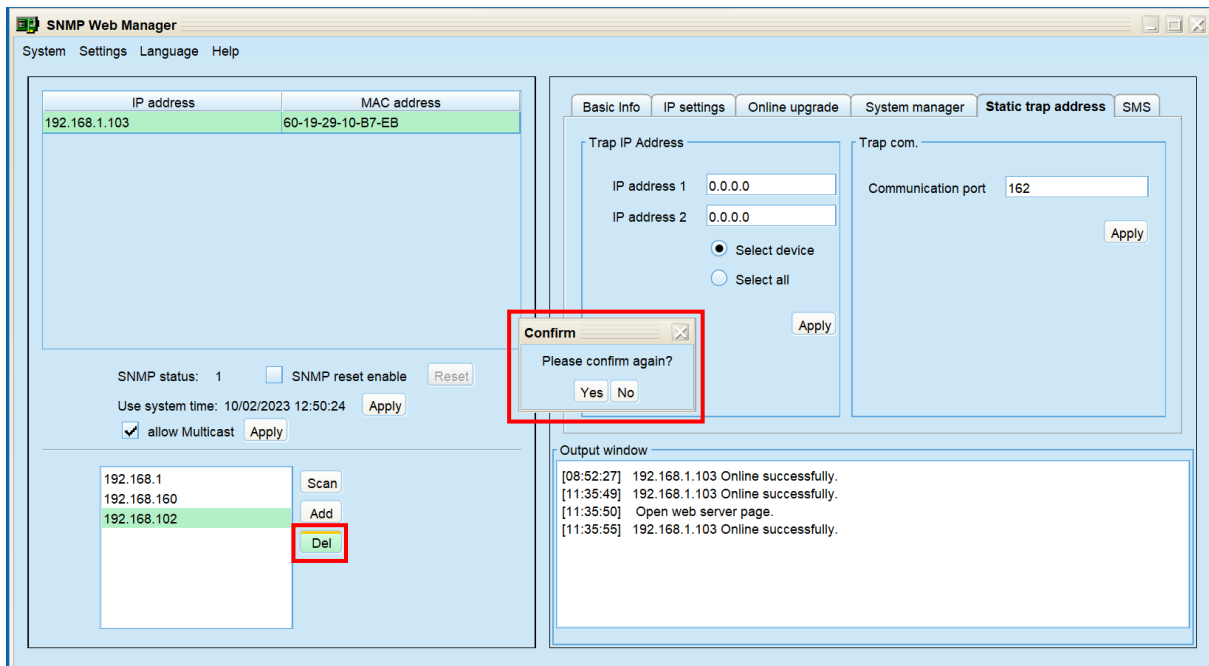 SNMP Web Manager
System Settings Language Help
IP address MAC address
192.168.1.103 60-19-29-10-B7-EB
SNMP status: 1 SNMP reset enable Reset
Use system time: 10/02/2023 12:50:24 Apply
allow Multicast Apply
192.168.1
192.168.160
192.168.102
Scan
Add
Del
Basic Info IP settings Online upgrade System manager Static trap address SMS
Trap IP Address
IP address 1 0.0.0.0
IP address 2 0.0.0.0
Select device
Select all
Apply
Trap com.
Communication port 162
Apply
Confirm
Please confirm again?
Yes No
Output window
[08:52:27] 192.168.1.103 Online successfully.
[11:35:49] 192.168.1.103 Online successfully.
[11:35:50] Open web server page.
[11:35:55] 192.168.1.103 Online successfully.